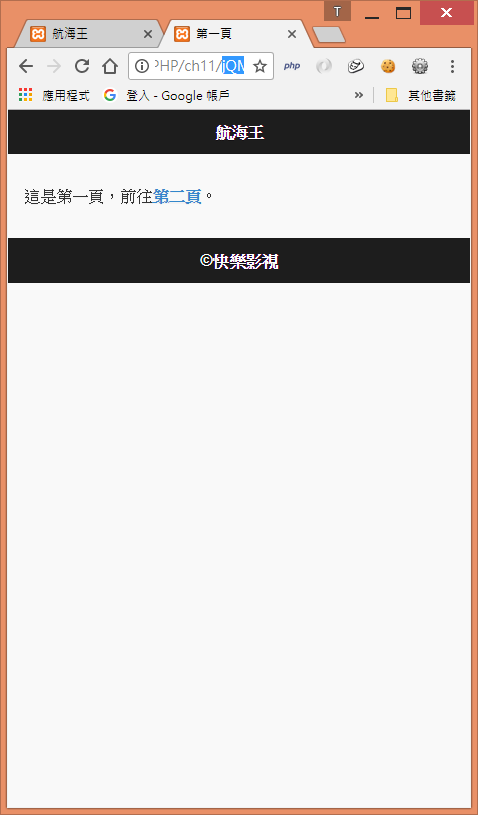 T
航海王
第一頁
PHP/ch11/jQM
php
應用程式
登入 - Google 帳戶
»
其他書籤
航海王
這是第一頁，前往第二頁。
©快樂影視